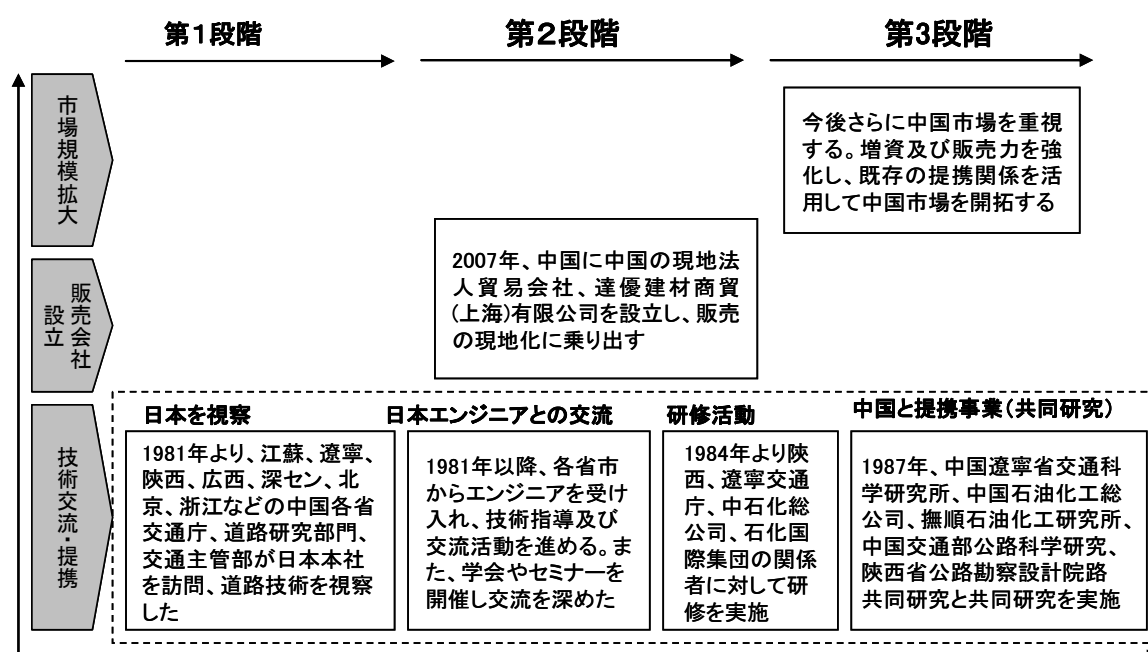 第1段階
第2段階
第3段階
市場規模拡大
今後さらに中国市場を重視
する。増資及び販売力を強
化し、既存の提携関係を活
用して中国市場を開拓する
販売会社
設立
2007年、中国に中国の現地法
人貿易会社、達優建材商貿
(上海)有限公司を設立し、販売
の現地化に乗り出す
技術交流・提携
日本を視察
1981年より、江蘇、遼寧、
陝西、広西、深セン、北
京、浙江などの中国各省
交通庁、道路研究部門、
交通主管部が日本本社
を訪問、道路技術を視察
した
日本エンジニアとの交流
1981年以降、各省市
からエンジニアを受け
入れ、技術指導及び
交流活動を進める。ま
た、学会やセミナーを
開催し交流を深めた
研修活動
1984年より陝
西、遼寧交通
庁、中石化総
公司、石化国
際集団の関係
者に対して研
修を実施
中国と提携事業(共同研究)
1987年、中国遼寧省交通科
学研究所、中国石油化工総
公司、撫順石油化工研究所、
中国交通部公路科学研究、
陝西省公路勘察設計院路
共同研究と共同研究を実施